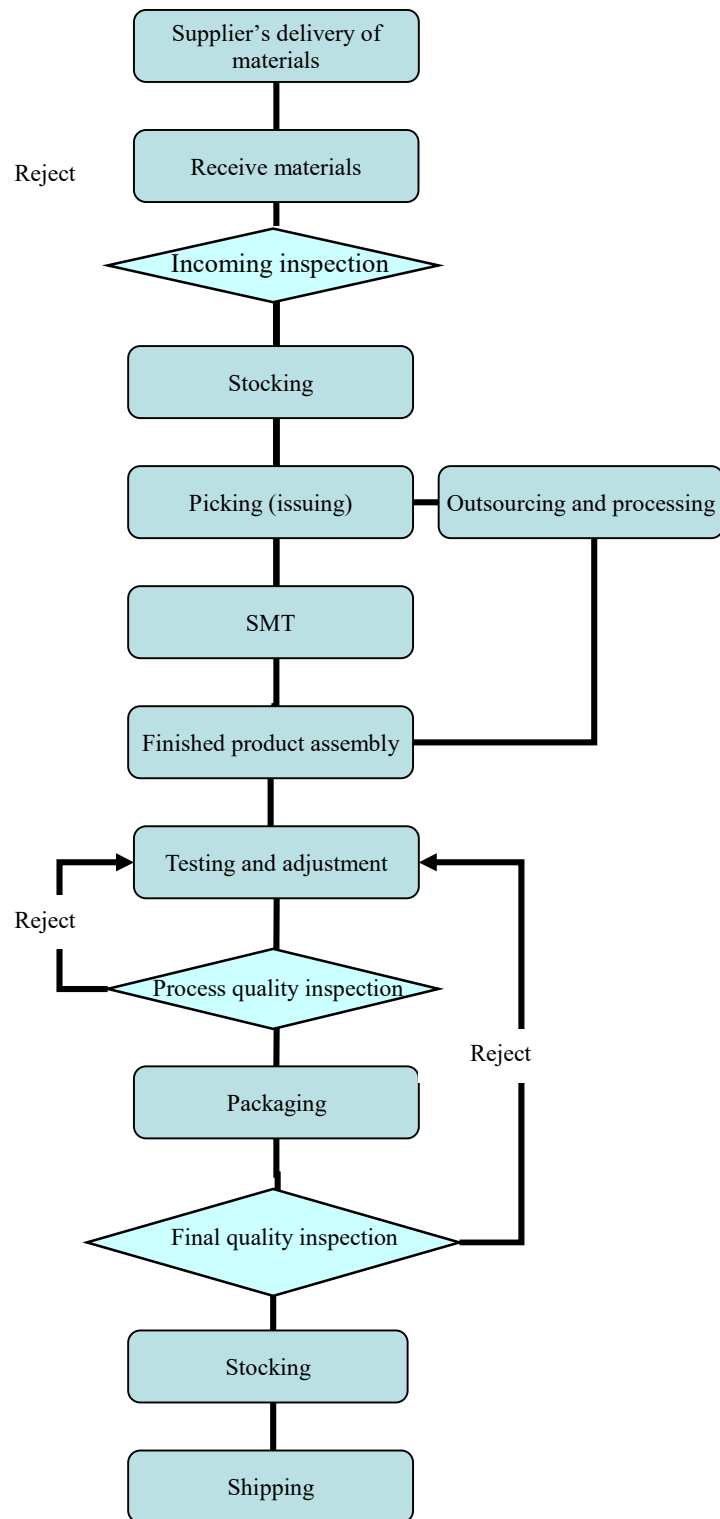 Supplier’s delivery of
materials
Reject
Receive materials
Incoming inspection
Stocking
Picking (issuing)
Outsourcing and processing
SMT
Finished product assembly
Testing and adjustment
Reject
Process quality inspection
Reject
Packaging
Final quality inspection
Stocking
Shipping